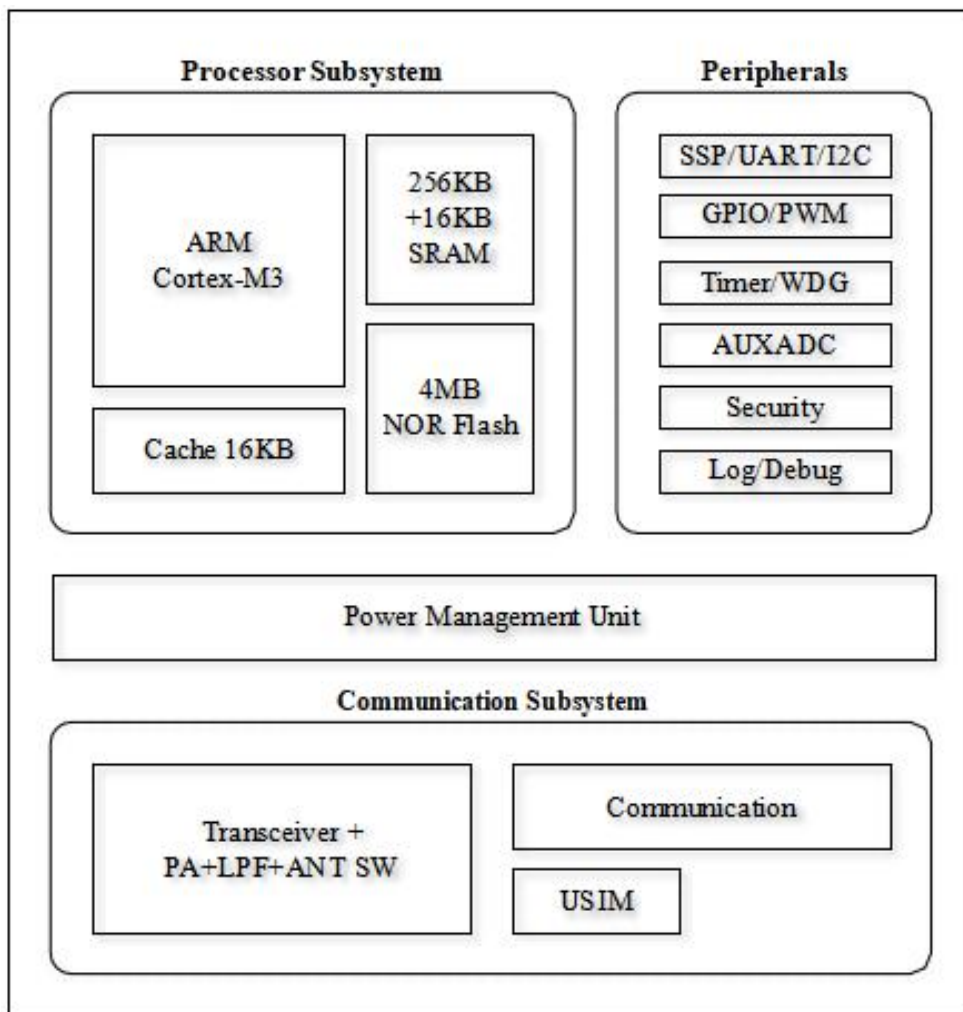 Processor Subsystem
ARM
Cortex-M3
256KB
+16KB
SRAM
Cache 16KB
4MB
NOR Flash
Peripherals
SSP/UART/I2C
GPIO/PWM
Timer/WDG
AUXADC
Security
Log/Debug
Power Management Unit
Communication Subsystem
Transceiver +
PA+LPF+ANT SW
Communication
USIM